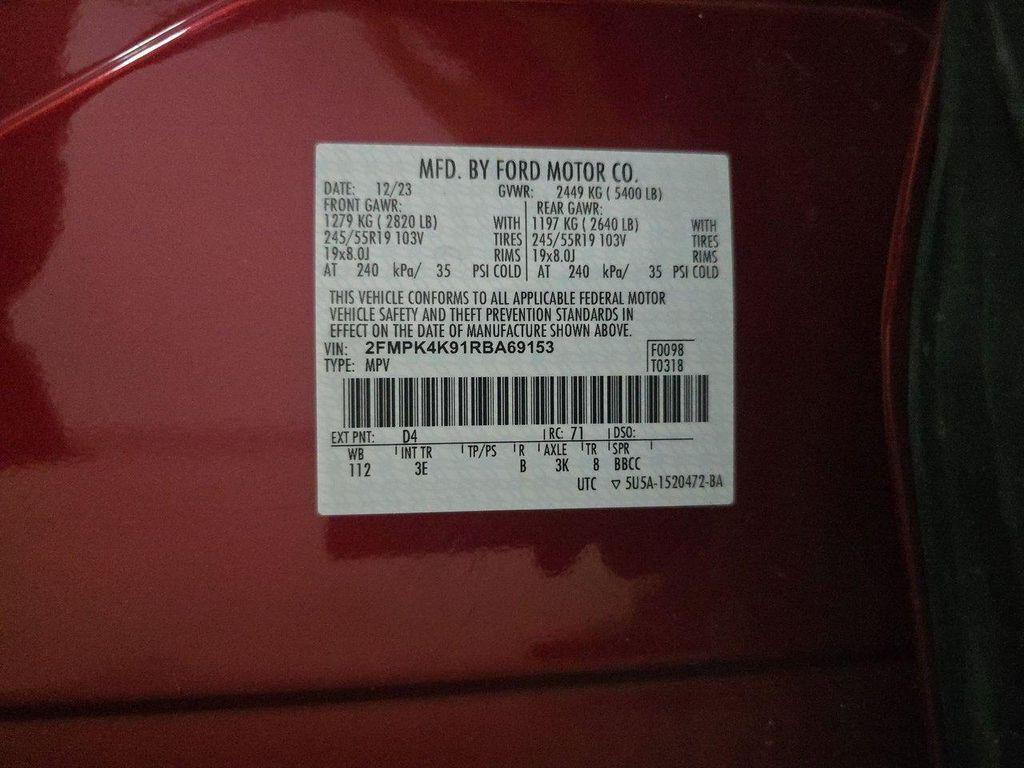 MFD. BY FORD MOTOR CO.
DATE: 12/23 GVWR: 2449 KG ( 5400 LB)
FRONT GAWR: REAR GAWR:
1279 KG ( 2820 LB) WITH 1197 KG ( 2640 LB) WITH
245/55R19 103V TIRES 245/55R19 103V TIRES
19x8.0J RIMS 19x8.0J RIMS
AT 240 kPa/ 35 PSI COLD AT 240 kPa/ 35 PSI COLD
THIS VEHICLE CONFORMS TO ALL APPLICABLE FEDERAL MOTOR
VEHICLE SAFETY AND THEFT PREVENTION STANDARDS IN
EFFECT ON THE DATE OF MANUFACTURE SHOWN ABOVE.
VIN: 2FMPK4K91RBA69153 F0098
TYPE: MPV T0318
EXT PNT: D4 RC: 71 DSO:
WB INT TR TP/PS R AXLE TR SPR
112 3E B 3K 8 BBCC
UTC ▽ 5U5A-1520472-BA